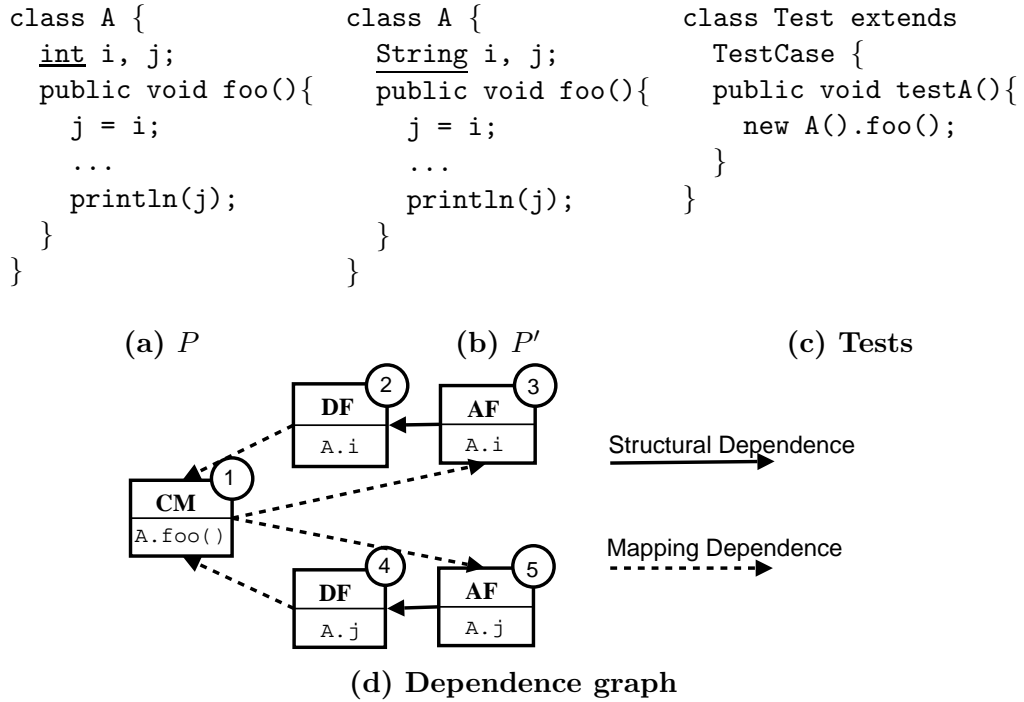 class A {
  int i, j;
  public void foo(){
    j = i;
    ...
    println(j);
  }
}
(a) P
class A {
  String i, j;
  public void foo(){
    j = i;
    ...
    println(j);
  }
}
(b) P′
class Test extends
  TestCase {
  public void testA(){
    new A().foo();
  }
}
(c) Tests
2
DF
A.i
3
AF
A.i
1
CM
A.foo()
4
DF
A.j
5
AF
A.j
Structural Dependence
Mapping Dependence
(d) Dependence graph